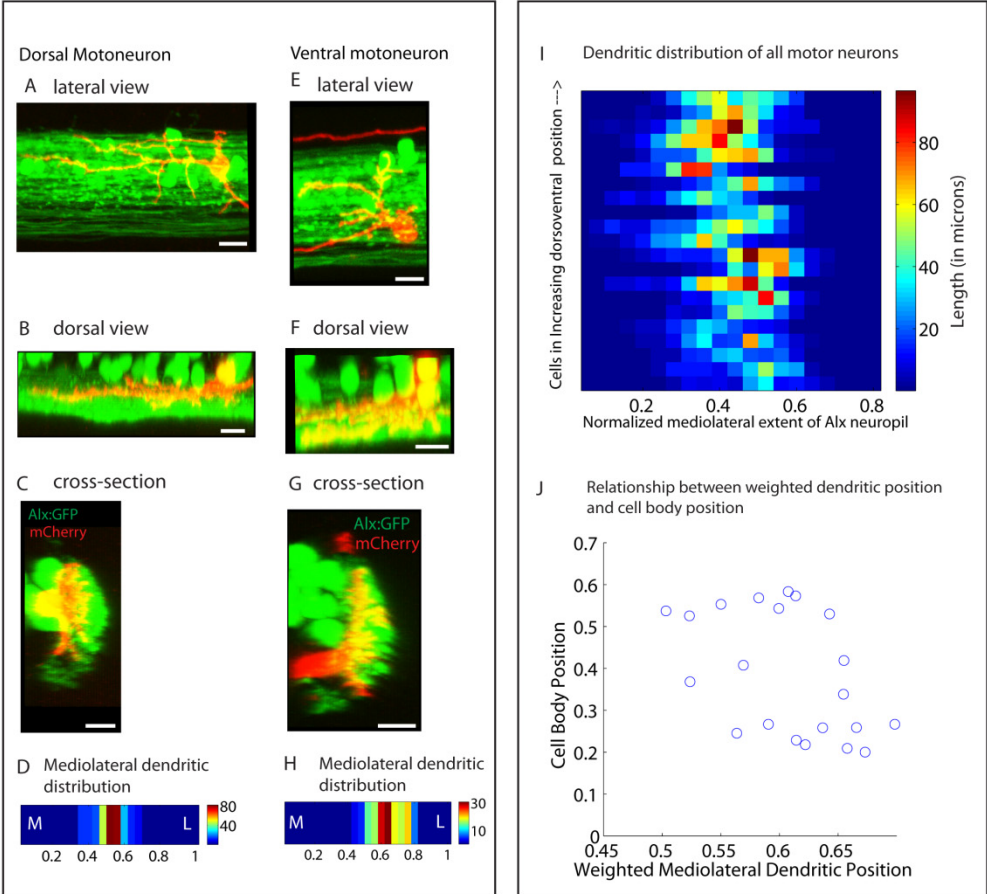 Dorsal Motoneuron
A lateral view
B dorsal view
C cross-section
Alx:GFP
mCherry
D Mediolateral dendritic
distribution
M L
80
40
0.2 0.4 0.6 0.8 1
Ventral motoneuron
E lateral view
F dorsal view
G cross-section
Alx:GFP
mCherry
H Mediolateral dendritic
distribution
M L
30
10
0.2 0.4 0.6 0.8 1
I Dendritic distribution of all motor neurons
Cells in Increasing dorsoventral position --->
0.2 0.4 0.6 0.8
Normalized mediolateral extent of Alx neuropil
80
60
40
20
Length (in microns)
J Relationship between weighted dendritic position
and cell body position
Cell Body Position
0.7
0.6
0.5
0.4
0.3
0.2
0.1
0
0.45 0.5 0.55 0.6 0.65
Weighted Mediolateral Dendritic Position